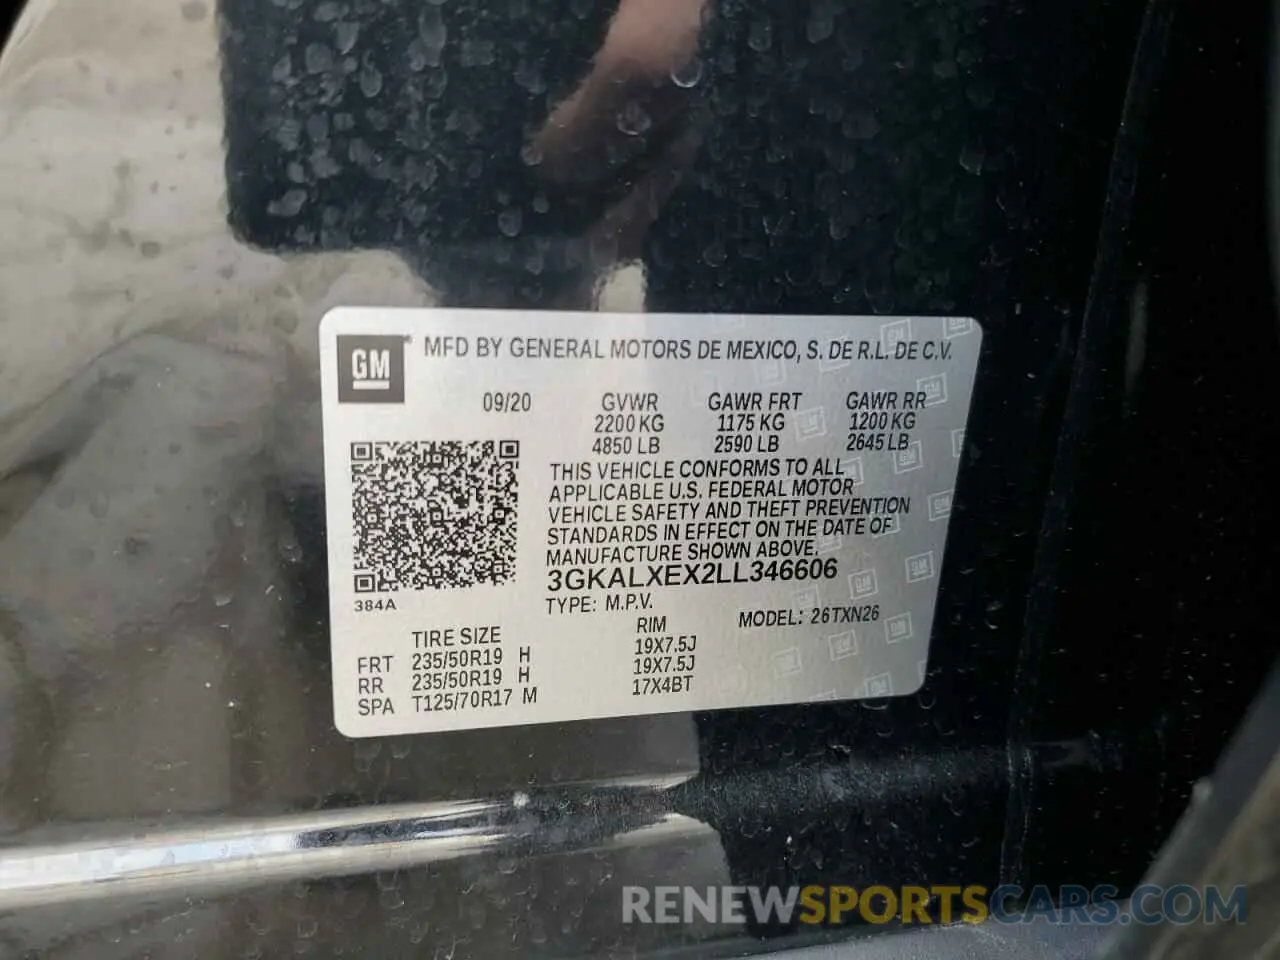 GM MFD BY GENERAL MOTORS DE MEXICO, S. DE R.L. DE C.V.
09/20 GVWR GAWR FRT GAWR RR
2200 KG 1175 KG 1200 KG
4850 LB 2590 LB 2645 LB
THIS VEHICLE CONFORMS TO ALL
APPLICABLE U.S. FEDERAL MOTOR
VEHICLE SAFETY AND THEFT PREVENTION
STANDARDS IN EFFECT ON THE DATE OF
MANUFACTURE SHOWN ABOVE.
3GKALXEX2LL346606
384A
TYPE: M.P.V. MODEL: 26TXN26
TIRE SIZE RIM
FRT 235/50R19 H 19X7.5J
RR 235/50R19 H 19X7.5J
SPA T125/70R17 M 17X4BT
RENEWSPORTSCARS.COM